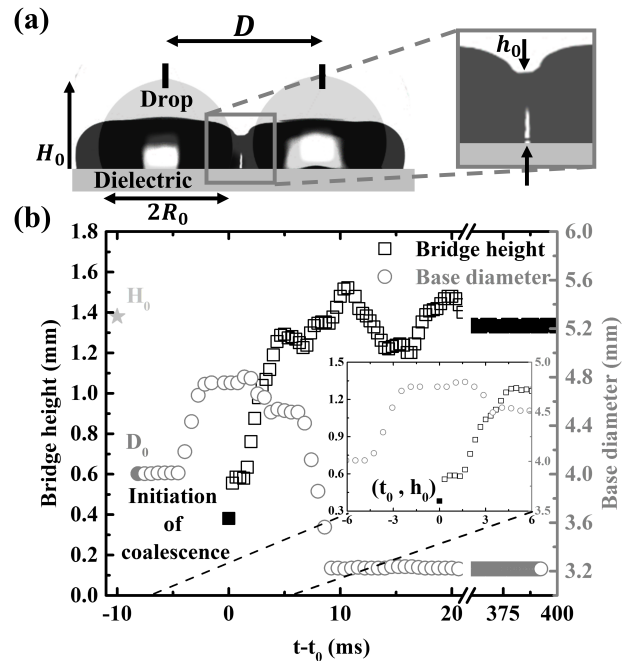 (a)
D
h₀
Drop
H₀
Dielectric
2R₀
(b)
1.8
1.6
1.4
1.2
1.0
0.8
0.6
0.4
0.2
0.0
Bridge height (mm)
6.0
5.6
5.2
4.8
4.4
4.0
3.6
3.2
Base diameter (mm)
Bridge height
Base diameter
H₀
D₀
Initiation
of
coalescence
1.5
1.2
0.9
0.6
0.3
5.0
4.5
4.0
3.5
(t₀ , h₀)
-6 -3 0 3 6
-10 0 10 20 375 400
t-t₀ (ms)